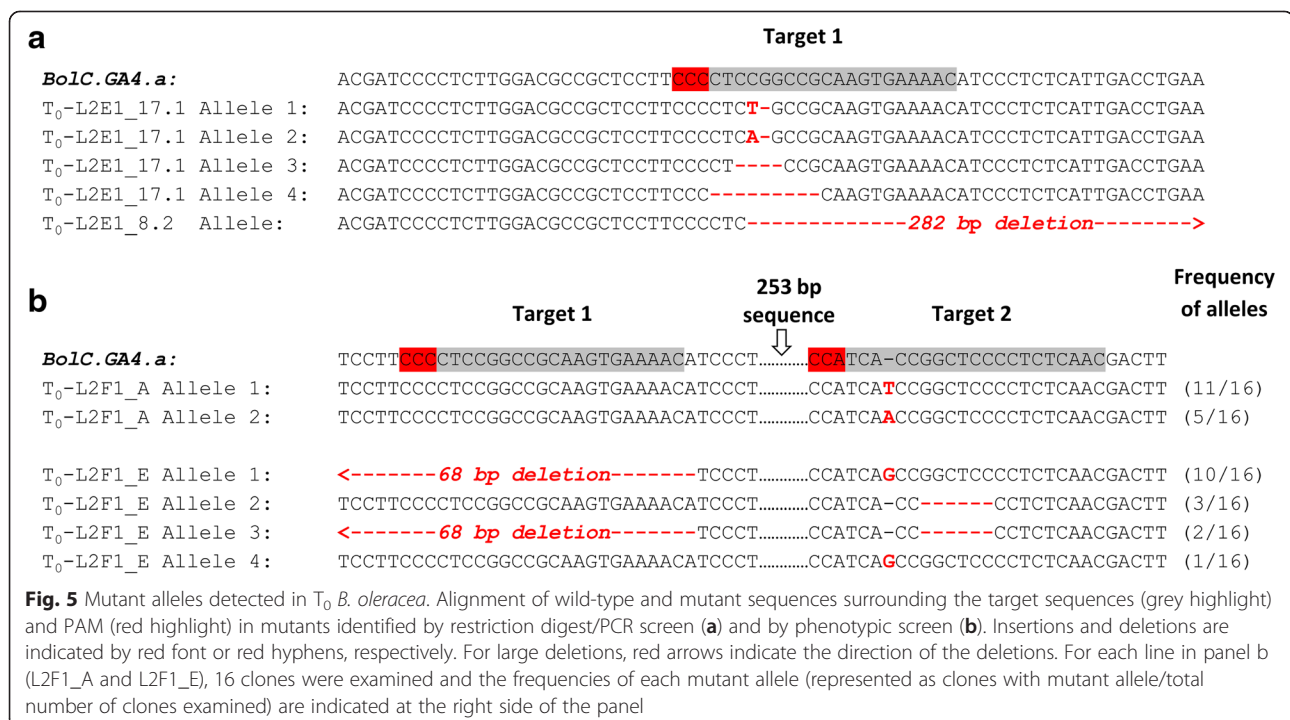 a
Target 1
BolC.GA4.a: ACGATCCCCTCTTGGACGCCGCTCCTTCCCCTCCGGCCGCAAGTGAAAACATCCCTCTCATTGACCTGAA
T0-L2E1_17.1 Allele 1: ACGATCCCCTCTTGGACGCCGCTCCTTCCCCTCT-GCCGCAAGTGAAAACATCCCTCTCATTGACCTGAA
T0-L2E1_17.1 Allele 2: ACGATCCCCTCTTGGACGCCGCTCCTTCCCCTCA-GCCGCAAGTGAAAACATCCCTCTCATTGACCTGAA
T0-L2E1_17.1 Allele 3: ACGATCCCCTCTTGGACGCCGCTCCTTCCCCT----CCGCAAGTGAAAACATCCCTCTCATTGACCTGAA
T0-L2E1_17.1 Allele 4: ACGATCCCCTCTTGGACGCCGCTCCTTCCC---------CAAGTGAAAACATCCCTCTCATTGACCTGAA
T0-L2E1_8.2 Allele: ACGATCCCCTCTTGGACGCCGCTCCTTCCCCTC-------------282 bp deletion--------->
b
Target 1
253 bp sequence
Target 2
Frequency of alleles
BolC.GA4.a: TCCTTCCCCTCCGGCCGCAAGTGAAAACATCCCT...........CCATCA-CCGGCTCCCCTCTCAACGACTT
T0-L2F1_A Allele 1: TCCTTCCCCTCCGGCCGCAAGTGAAAACATCCCT...........CCATCATCCGGCTCCCCTCTCAACGACTT (11/16)
T0-L2F1_A Allele 2: TCCTTCCCCTCCGGCCGCAAGTGAAAACATCCCT...........CCATCAACCGGCTCCCCTCTCAACGACTT (5/16)
T0-L2F1_E Allele 1: <-------68 bp deletion-------TCCCT...........CCATCAGCCGGCTCCCCTCTCAACGACTT (10/16)
T0-L2F1_E Allele 2: TCCTTCCCCTCCGGCCGCAAGTGAAAACATCCCT...........CCATCA-CC------CCTCTCAACGACTT (3/16)
T0-L2F1_E Allele 3: <-------68 bp deletion-------TCCCT...........CCATCA-CC------CCTCTCAACGACTT (2/16)
T0-L2F1_E Allele 4: TCCTTCCCCTCCGGCCGCAAGTGAAAACATCCCT...........CCATCAGCCGGCTCCCCTCTCAACGACTT (1/16)
Fig. 5 Mutant alleles detected in T0 B. oleracea. Alignment of wild-type and mutant sequences surrounding the target sequences (grey highlight)
and PAM (red highlight) in mutants identified by restriction digest/PCR screen (a) and by phenotypic screen (b). Insertions and deletions are
indicated by red font or red hyphens, respectively. For large deletions, red arrows indicate the direction of the deletions. For each line in panel b
(L2F1_A and L2F1_E), 16 clones were examined and the frequencies of each mutant allele (represented as clones with mutant allele/total
number of clones examined) are indicated at the right side of the panel